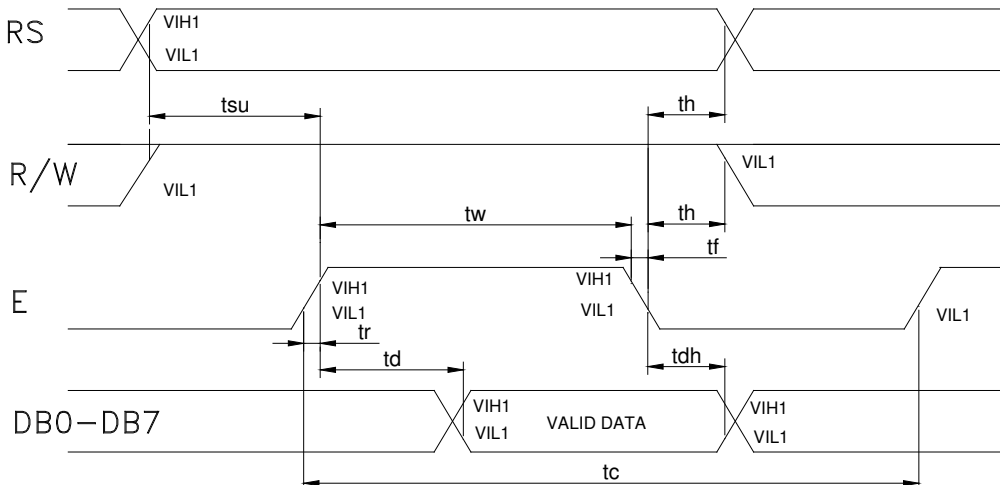 RS
VIH1
VIL1
tsu
th
R/W
VIL1
VIL1
tw
th
tf
E
VIH1
VIL1
VIH1
VIL1
VIL1
tr
td
tdh
DB0-DB7
VIH1
VIL1
VALID DATA
VIH1
VIL1
tc